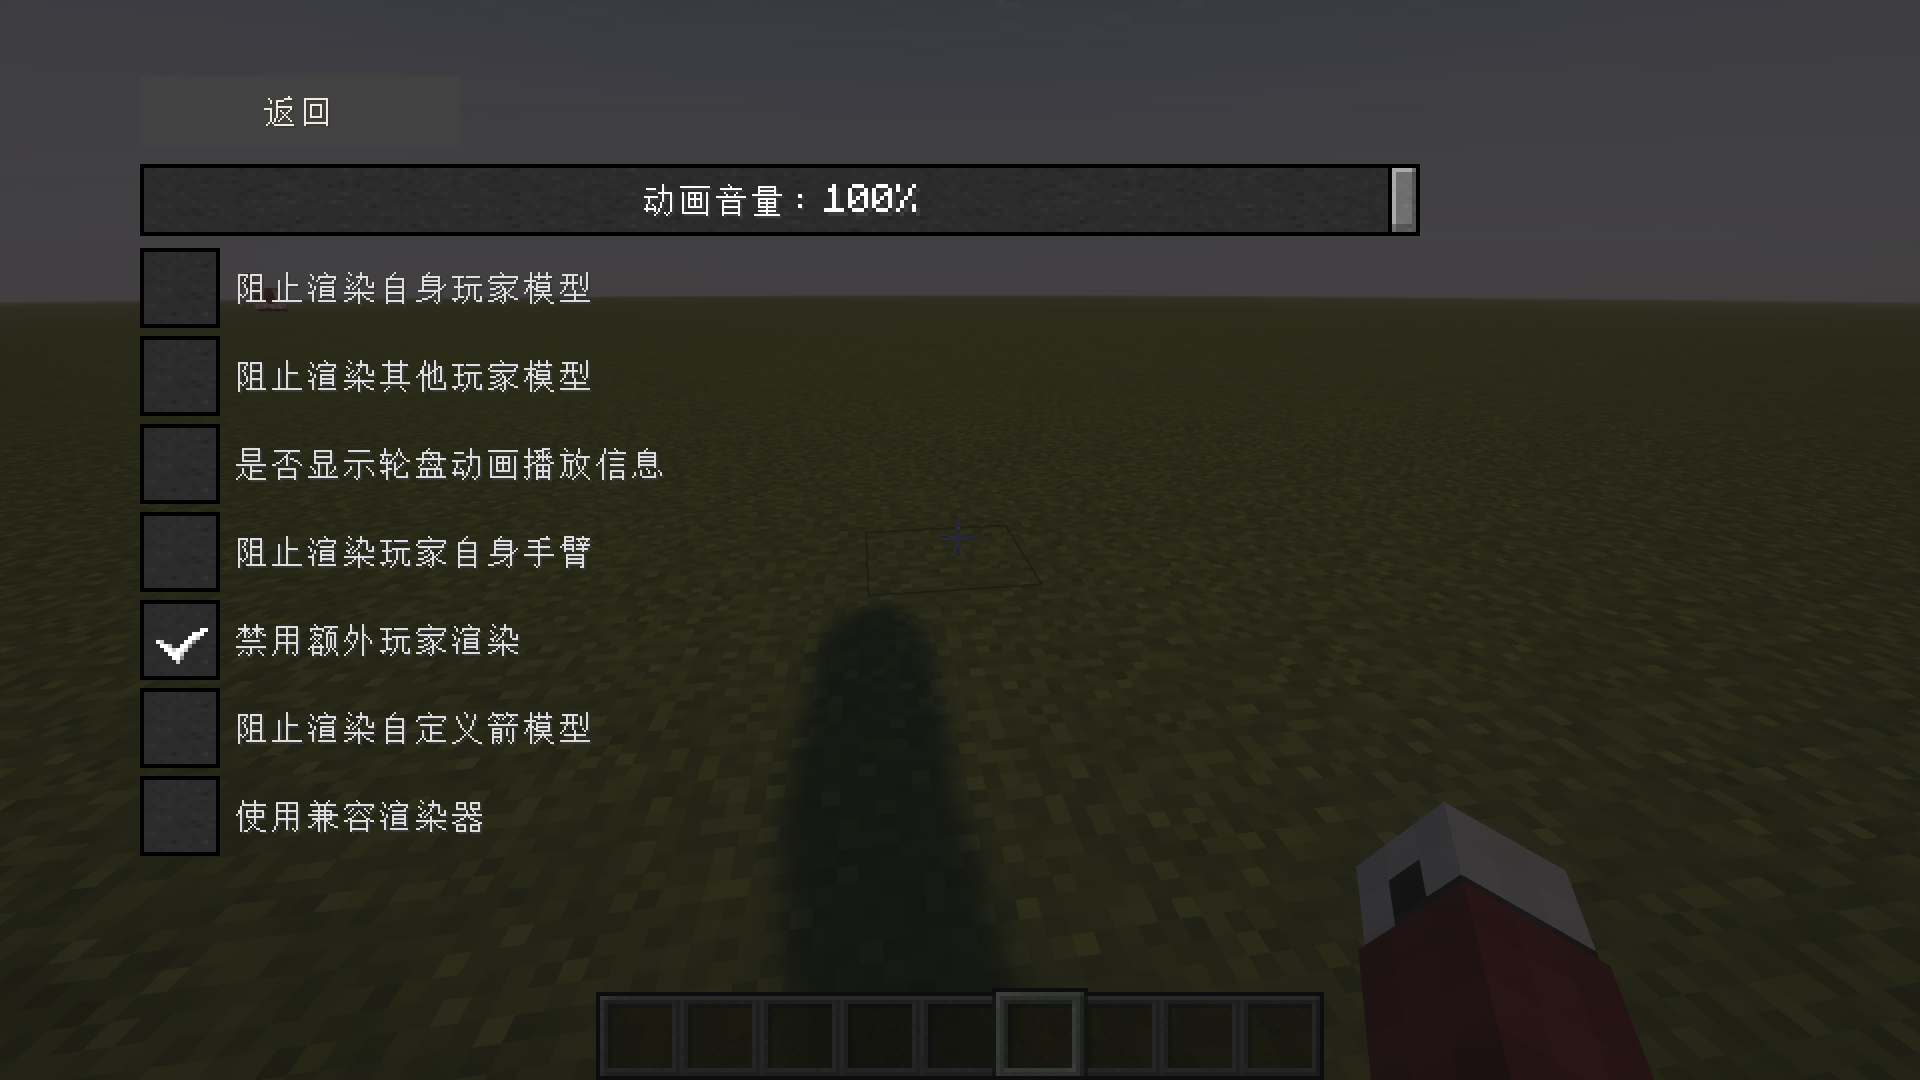 返回
动画音量：100%
阻止渲染自身玩家模型
阻止渲染其他玩家模型
是否显示轮盘动画播放信息
阻止渲染玩家自身手臂
禁用额外玩家渲染
阻止渲染自定义箭模型
使用兼容渲染器